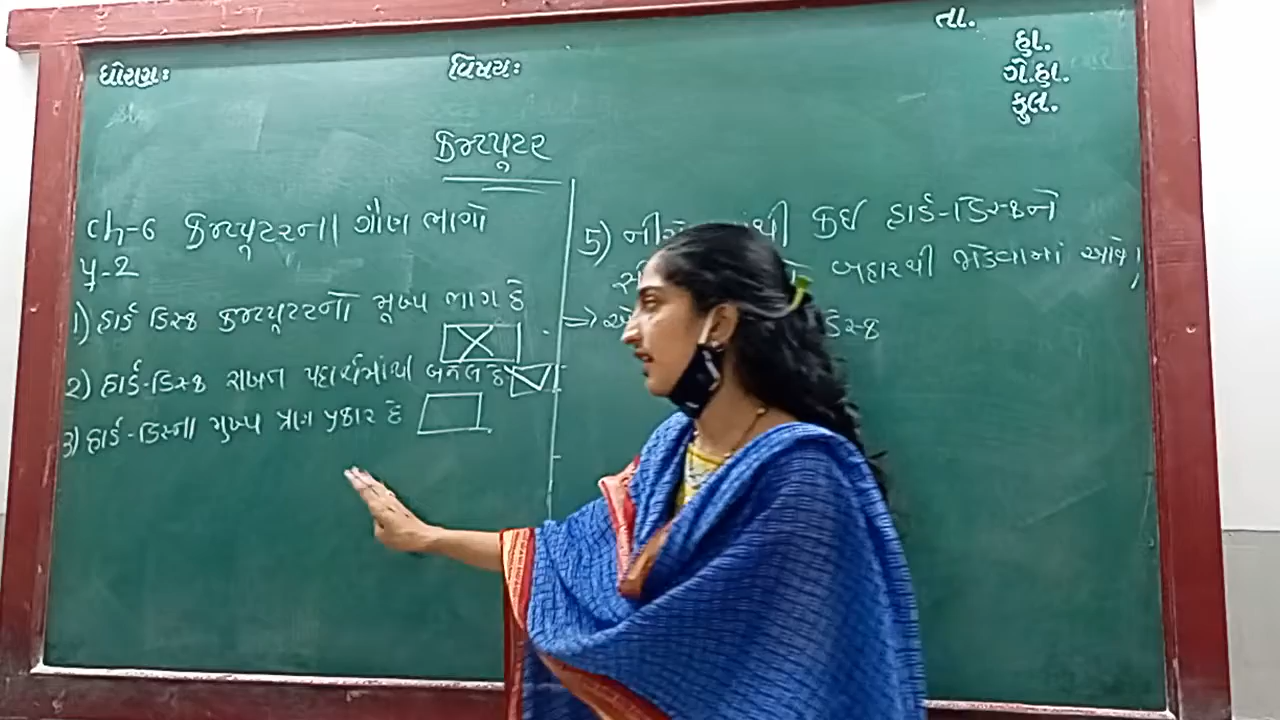 ધોરણઃ
વિષયઃ
તા.
હા.
ગે.હા.
કુલ.
કમ્પ્યૂટર
ch-6 કમ્પ્યૂટરના ગૌણ ભાગો
પ્ર-2
1) હાર્ડ ડિસ્ક કમ્પ્યૂટરનો મૂખ્ય ભાગ છે
2) હાર્ડ-ડિસ્ક સખત પદાર્થમાંથી બનેલ છે
3) હાર્ડ-ડિસ્ના મુખ્ય ત્રણ પ્રકાર છે
5) કઈ હાર્ડ-ડિસ્કને
બહારથી જોડવામાં આવે
⇒ ડિસ્ક